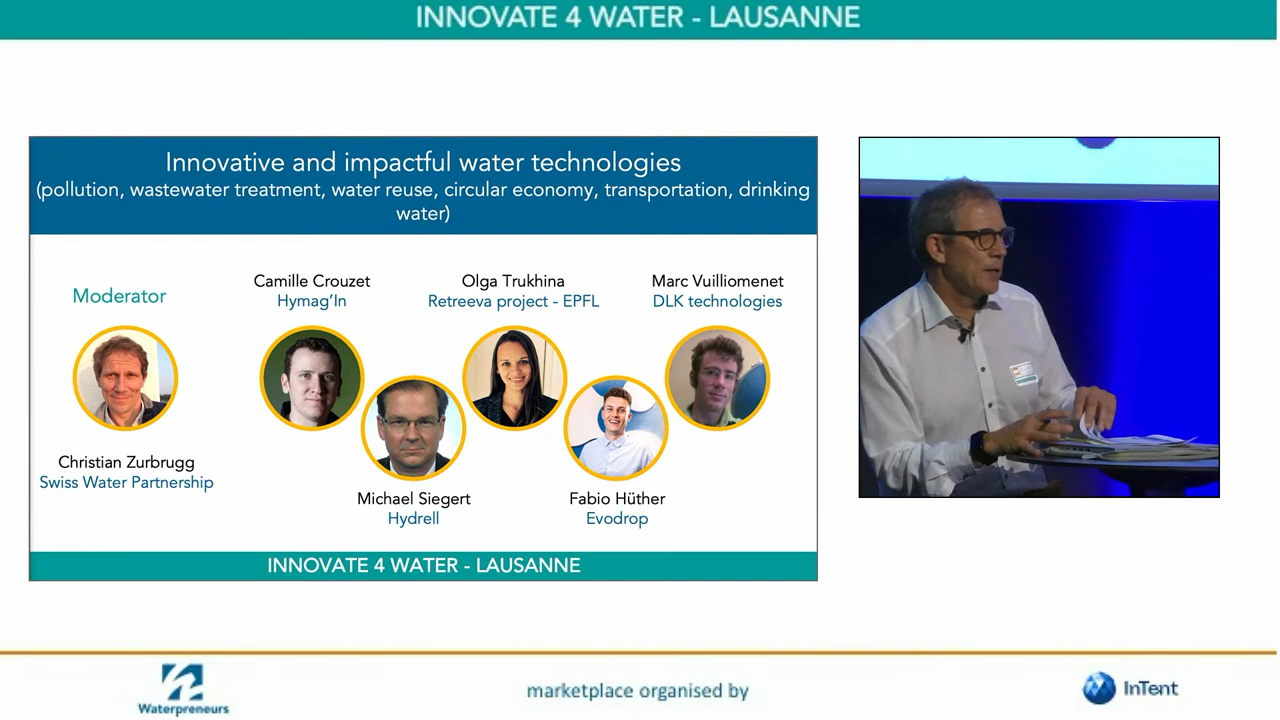 INNOVATE 4 WATER - LAUSANNE
Innovative and impactful water technologies
(pollution, wastewater treatment, water reuse, circular economy, transportation, drinking
water)
Moderator
Christian Zurbrugg
Swiss Water Partnership
Camille Crouzet
Hymag'In
Michael Siegert
Hydrell
Olga Trukhina
Retreeva project - EPFL
Fabio Hüther
Evodrop
Marc Vuilliomenet
DLK technologies
INNOVATE 4 WATER - LAUSANNE
Waterpreneurs
marketplace organised by
InTent